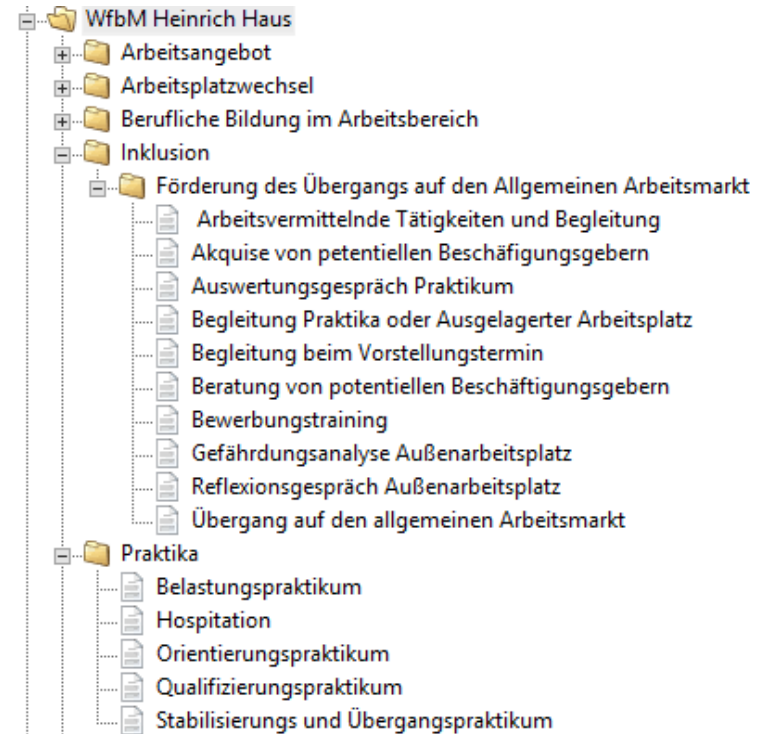 WfbM Heinrich Haus
Arbeitsangebot
Arbeitsplatzwechsel
Berufliche Bildung im Arbeitsbereich
Inklusion
Förderung des Übergangs auf den Allgemeinen Arbeitsmarkt
Arbeitsvermittelnde Tätigkeiten und Begleitung
Akquise von petentiellen Beschäfigungsgebern
Auswertungsgespräch Praktikum
Begleitung Praktika oder Ausgelagerter Arbeitsplatz
Begleitung beim Vorstellungstermin
Beratung von potentiellen Beschäftigungsgebern
Bewerbungstraining
Gefährdungsanalyse Außenarbeitsplatz
Reflexionsgespräch Außenarbeitsplatz
Übergang auf den allgemeinen Arbeitsmarkt
Praktika
Belastungspraktikum
Hospitation
Orientierungspraktikum
Qualifizierungspraktikum
Stabilisierungs und Übergangspraktikum